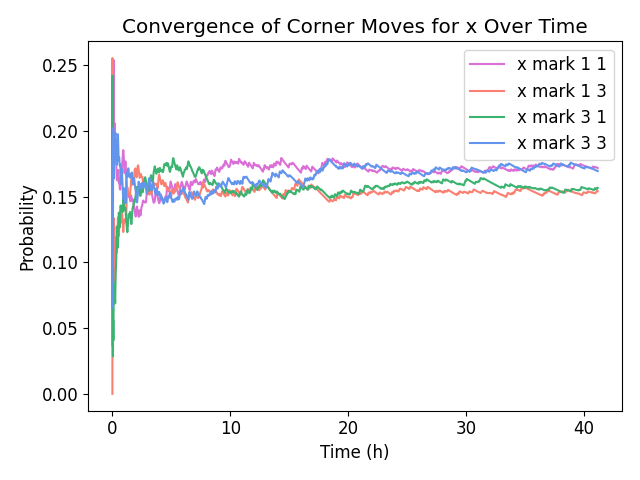 Convergence of Corner Moves for x Over Time
x mark 1 1
x mark 1 3
x mark 3 1
x mark 3 3
Probability
0.25
0.20
0.15
0.10
0.05
0.00
0 10 20 30 40
Time (h)